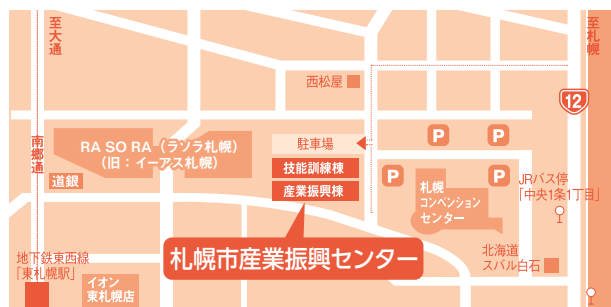 至大通
至札幌
西松屋
12
南郷通
RA SO RA（ラソラ札幌）
（旧：イーアス札幌）
道銀
駐車場
技能訓練棟
産業振興棟
P
P
P
P
札幌
コンベンション
センター
JRバス停
「中央1条1丁目」
札幌市産業振興センター
北海道
スバル白石
地下鉄東西線
「東札幌駅」
イオン
東札幌店